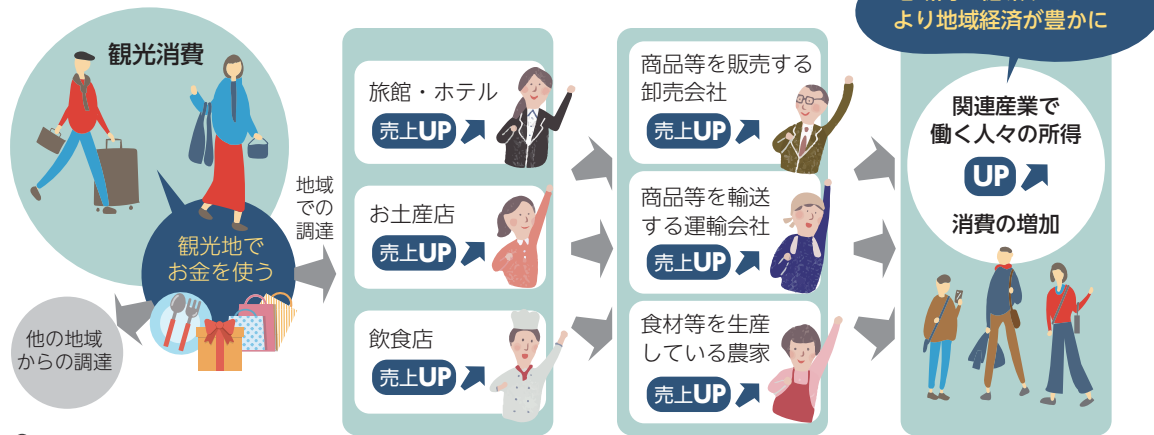 観光消費
観光地で
お金を使う
他の地域
からの調達
地域
での
調達
旅館・ホテル
売上UP
お土産店
売上UP
飲食店
売上UP
商品等を販売する
卸売会社
売上UP
商品等を輸送
する運輸会社
売上UP
食材等を生産
している農家
売上UP
より地域経済が豊かに
関連産業で
働く人々の所得
UP
消費の増加